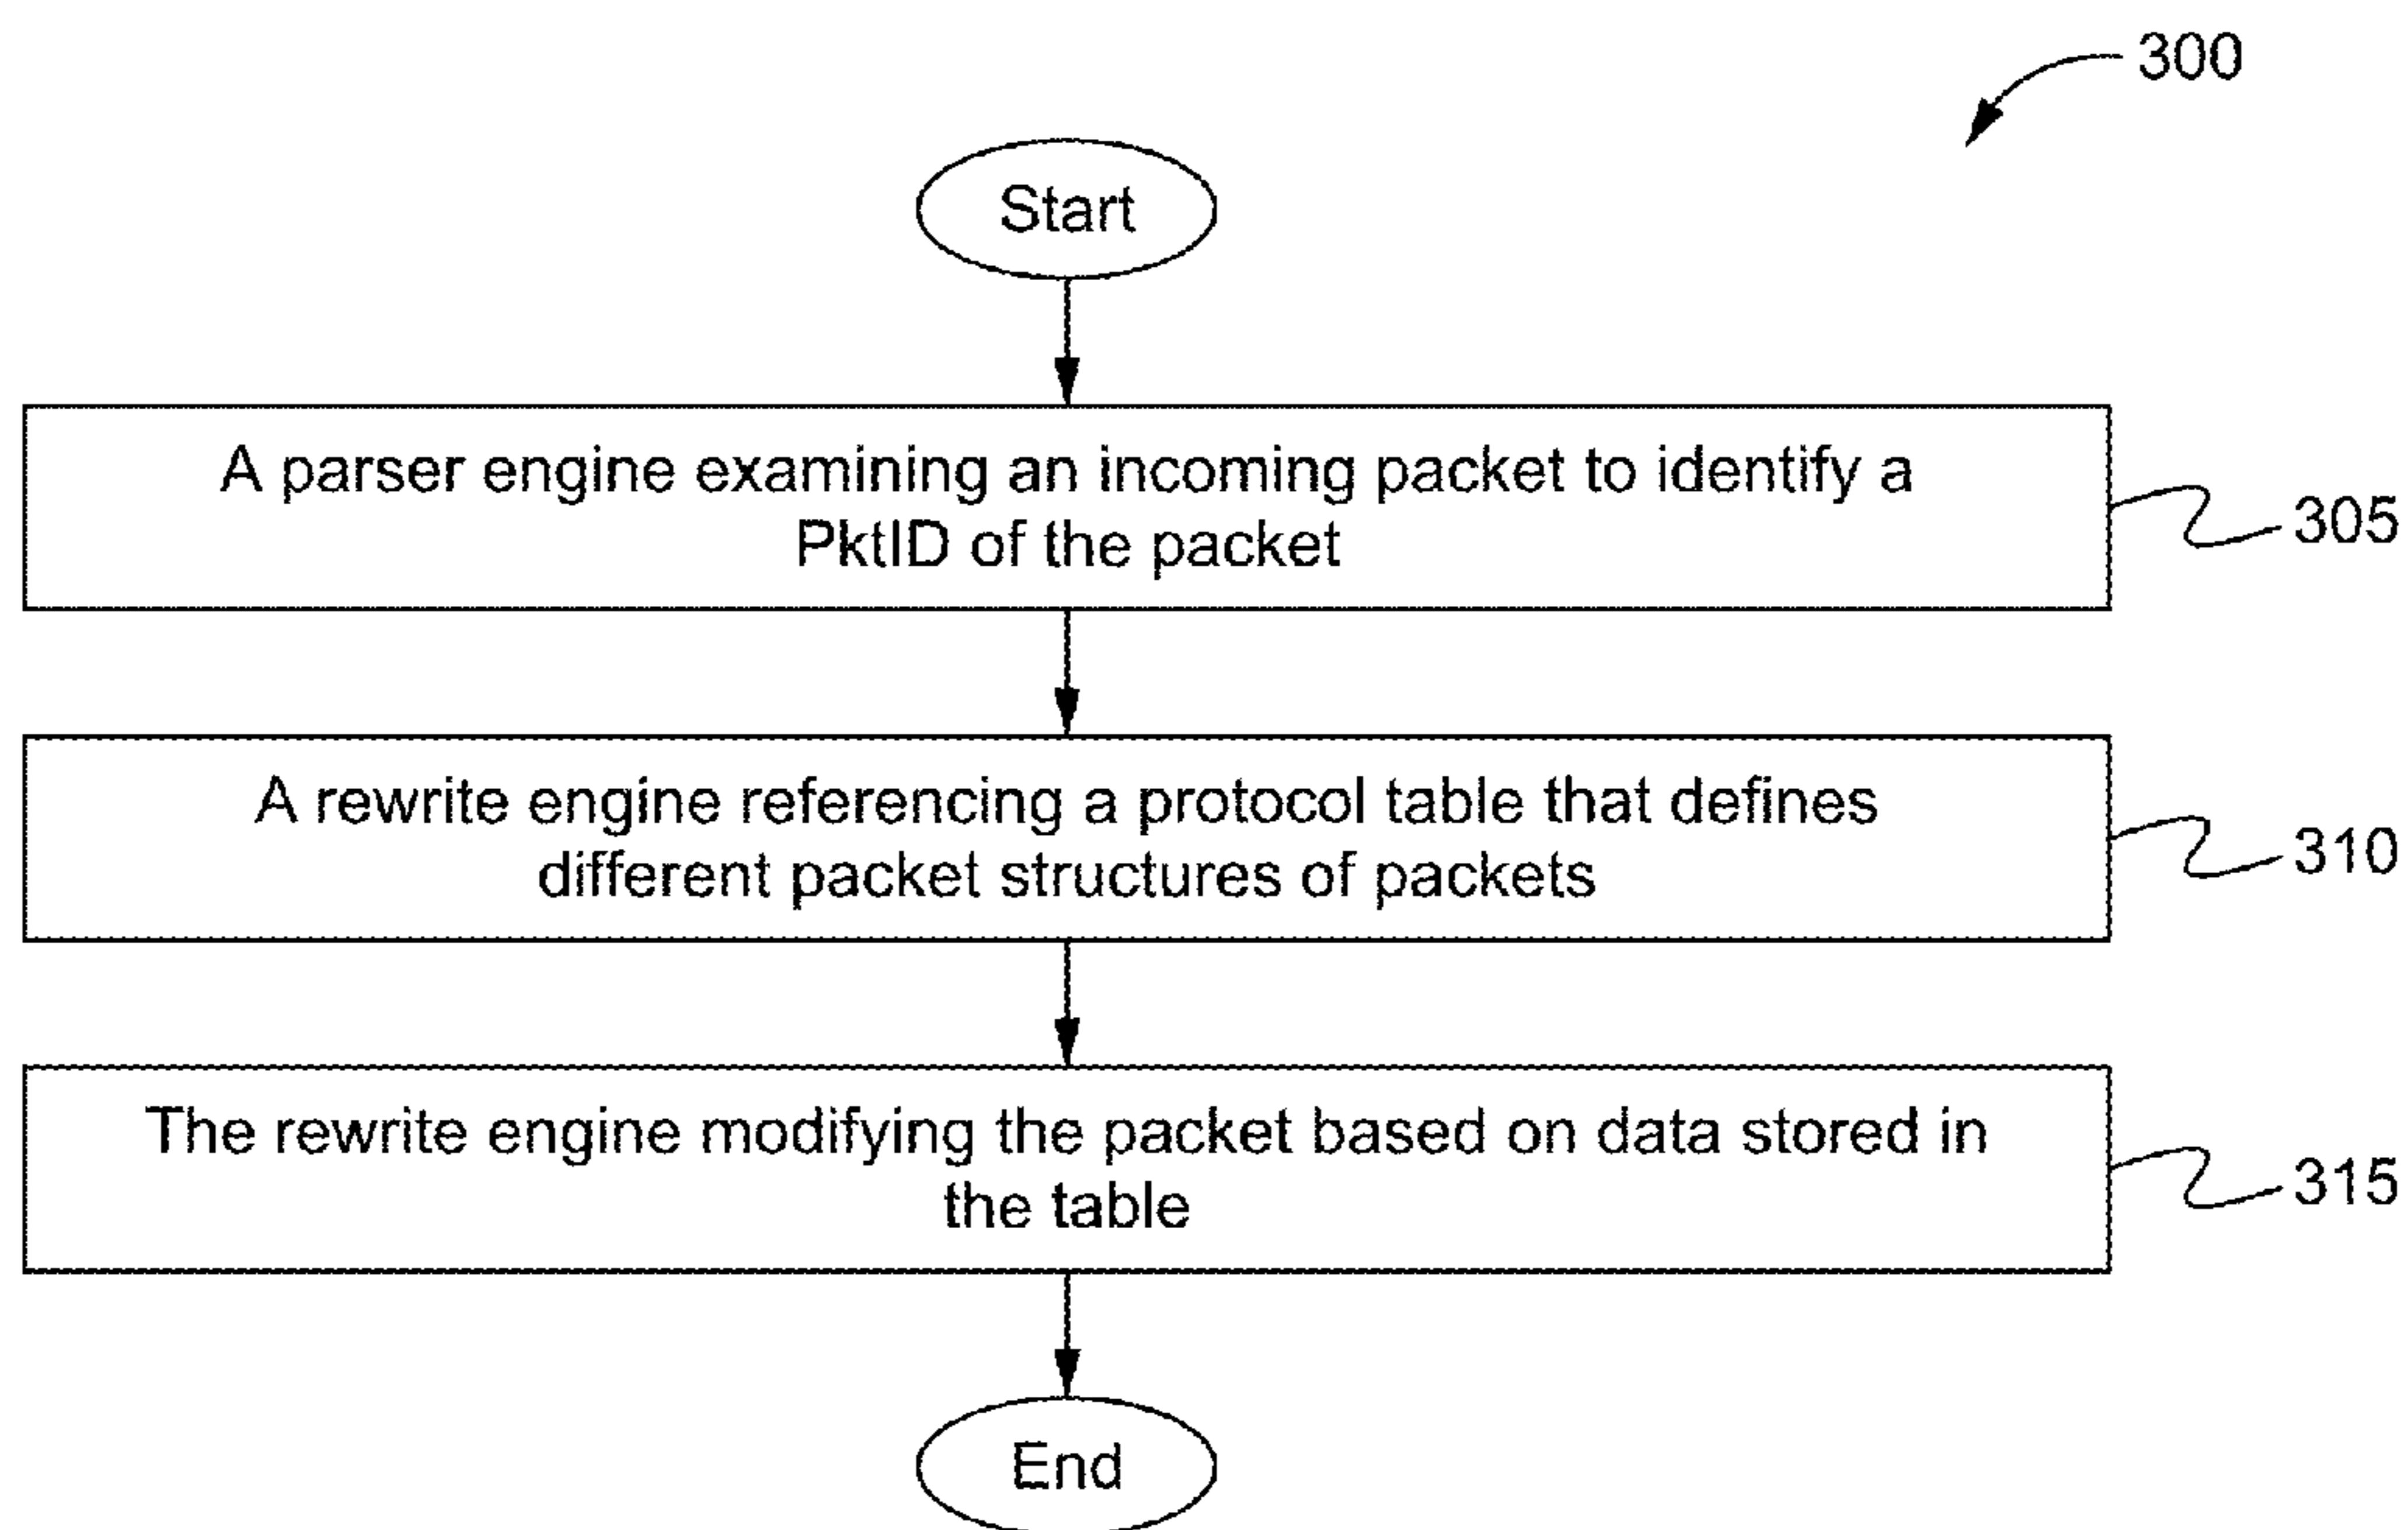 300
Start
A parser engine examining an incoming packet to identify a
PktID of the packet
305
A rewrite engine referencing a protocol table that defines
different packet structures of packets
310
The rewrite engine modifying the packet based on data stored in
the table
315
End